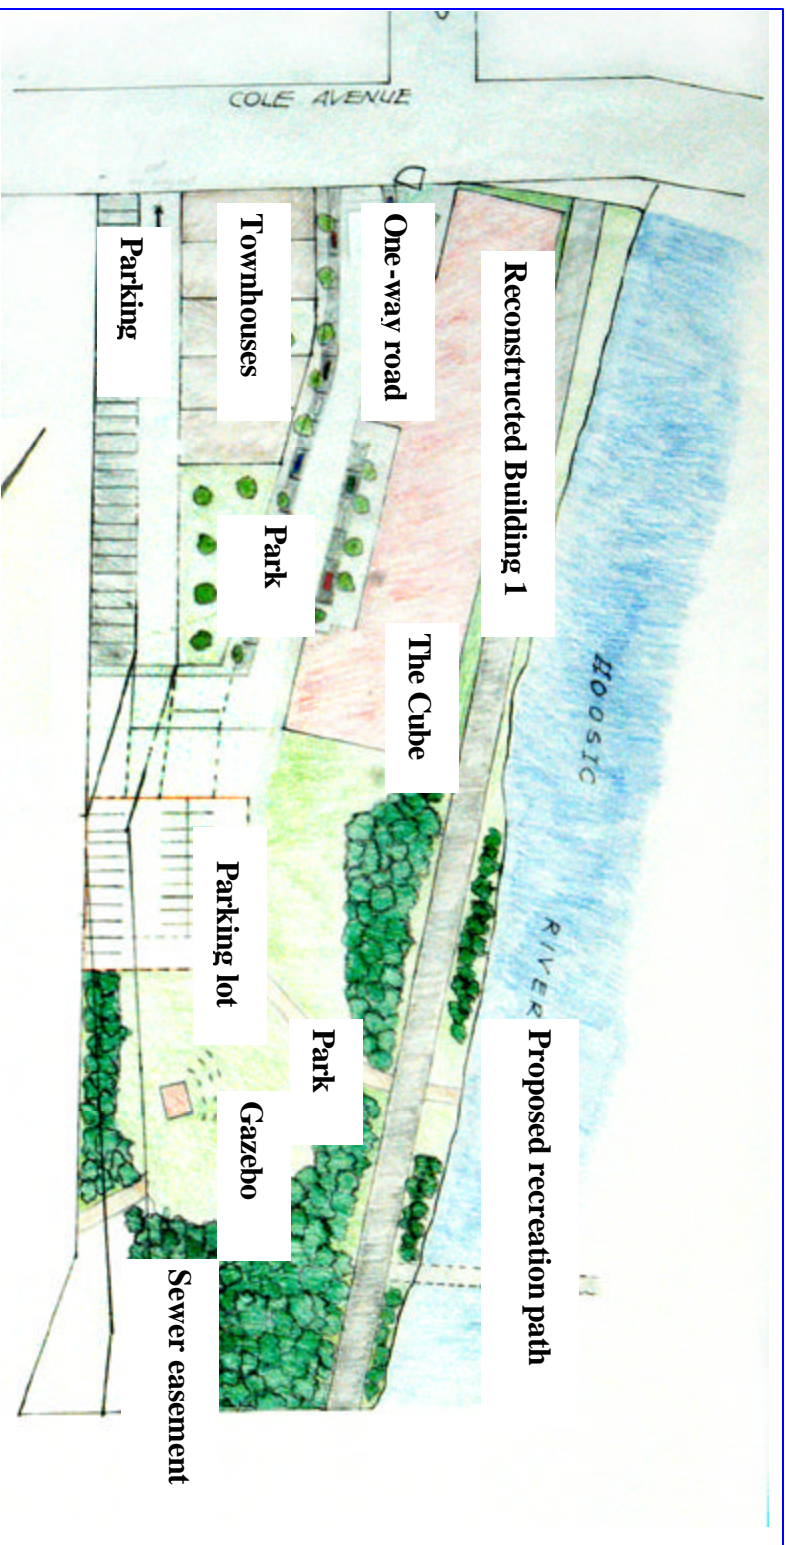 COLE AVENUE
Parking
Townhouses
One-way road
Reconstructed Building 1
Park
The Cube
HOOSIC
RIVER
Parking lot
Park
Gazebo
Proposed recreation path
Sewer easement